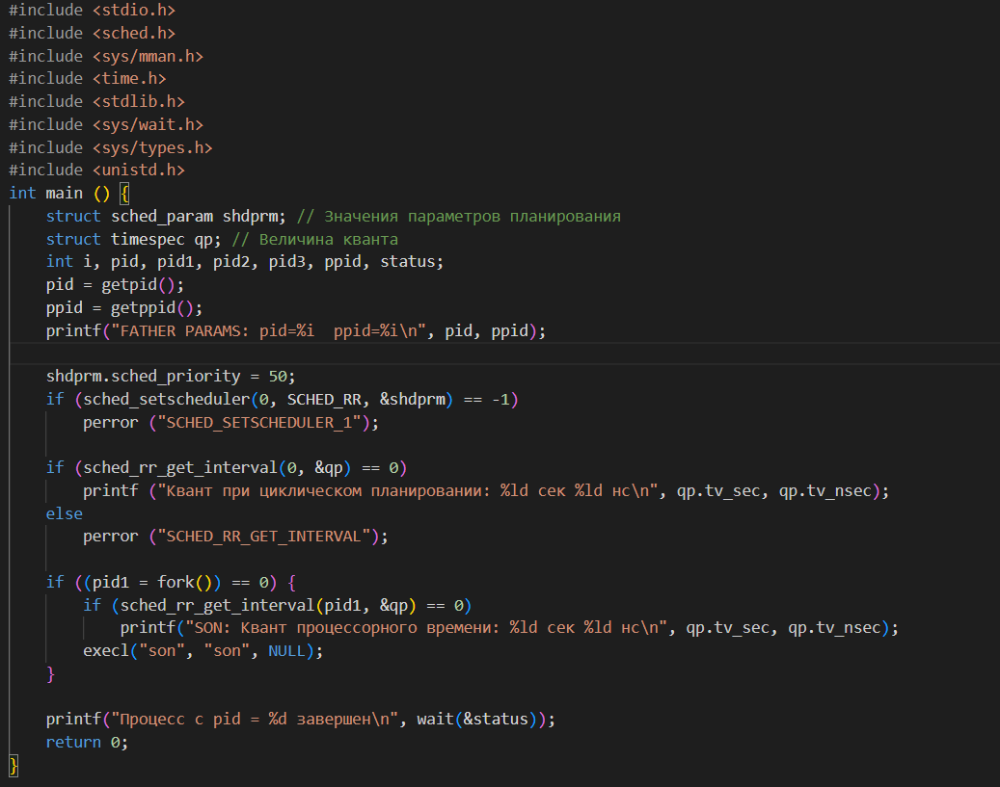 #include <stdio.h>
#include <sched.h>
#include <sys/mman.h>
#include <time.h>
#include <stdlib.h>
#include <sys/wait.h>
#include <sys/types.h>
#include <unistd.h>
int main () {
    struct sched_param shdprm; // Значения параметров планирования
    struct timespec qp; // Величина кванта
    int i, pid, pid1, pid2, pid3, ppid, status;
    pid = getpid();
    ppid = getppid();
    printf("FATHER PARAMS: pid=%i  ppid=%i\n", pid, ppid);
    shdprm.sched_priority = 50;
    if (sched_setscheduler(0, SCHED_RR, &shdprm) == -1)
        perror ("SCHED_SETSCHEDULER_1");
    if (sched_rr_get_interval(0, &qp) == 0)
        printf ("Квант при циклическом планировании: %ld сек %ld нс\n", qp.tv_sec, qp.tv_nsec);
    else
        perror ("SCHED_RR_GET_INTERVAL");
    if ((pid1 = fork()) == 0) {
        if (sched_rr_get_interval(pid1, &qp) == 0)
            printf("SON: Квант процессорного времени: %ld сек %ld нс\n", qp.tv_sec, qp.tv_nsec);
        execl("son", "son", NULL);
    }
    printf("Процесс с pid = %d завершен\n", wait(&status));
    return 0;
}